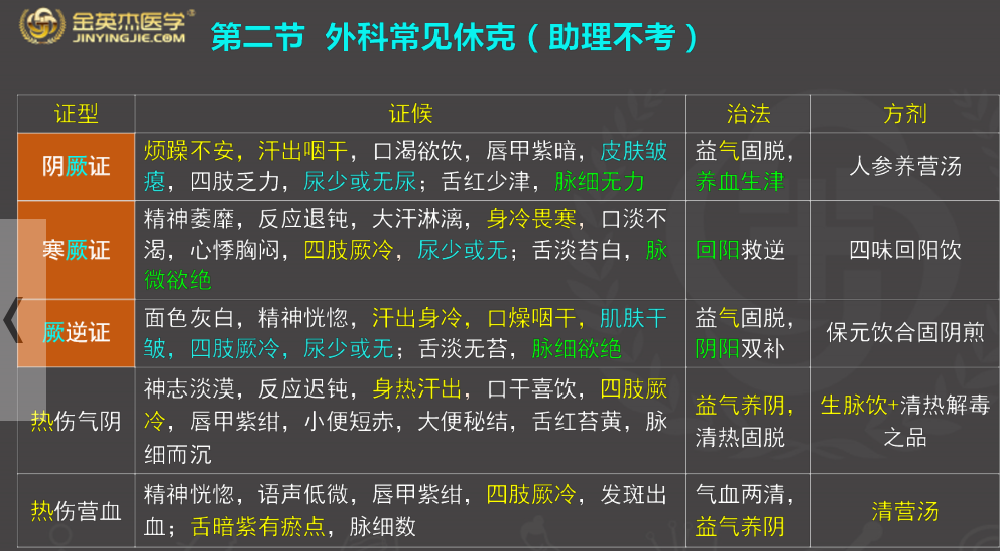 金英杰医学®
JINYINGJIE.COM
第二节 外科常见休克（助理不考）
证型 证候 治法 方剂
阴厥证
烦躁不安，汗出咽干，口渴欲饮，唇甲紫暗，皮肤皱
瘪，四肢乏力，尿少或无尿；舌红少津，脉细无力
益气固脱，
养血生津
人参养营汤
寒厥证
精神萎靡，反应退钝，大汗淋漓，身冷畏寒，口淡不
渴，心悸胸闷，四肢厥冷，尿少或无；舌淡苔白，脉
微欲绝
回阳救逆
四味回阳饮
厥逆证
面色灰白，精神恍惚，汗出身冷，口燥咽干，肌肤干
皱，四肢厥冷，尿少或无；舌淡无苔，脉细欲绝
益气固脱，
阴阳双补
保元饮合固阴煎
热伤气阴
神志淡漠，反应迟钝，身热汗出，口干喜饮，四肢厥
冷，唇甲紫绀，小便短赤，大便秘结，舌红苔黄，脉
细而沉
益气养阴，
清热固脱
生脉饮+清热解毒
之品
热伤营血
精神恍惚，语声低微，唇甲紫绀，四肢厥冷，发斑出
血；舌暗紫有瘀点，脉细数
气血两清，
益气养阴
清营汤